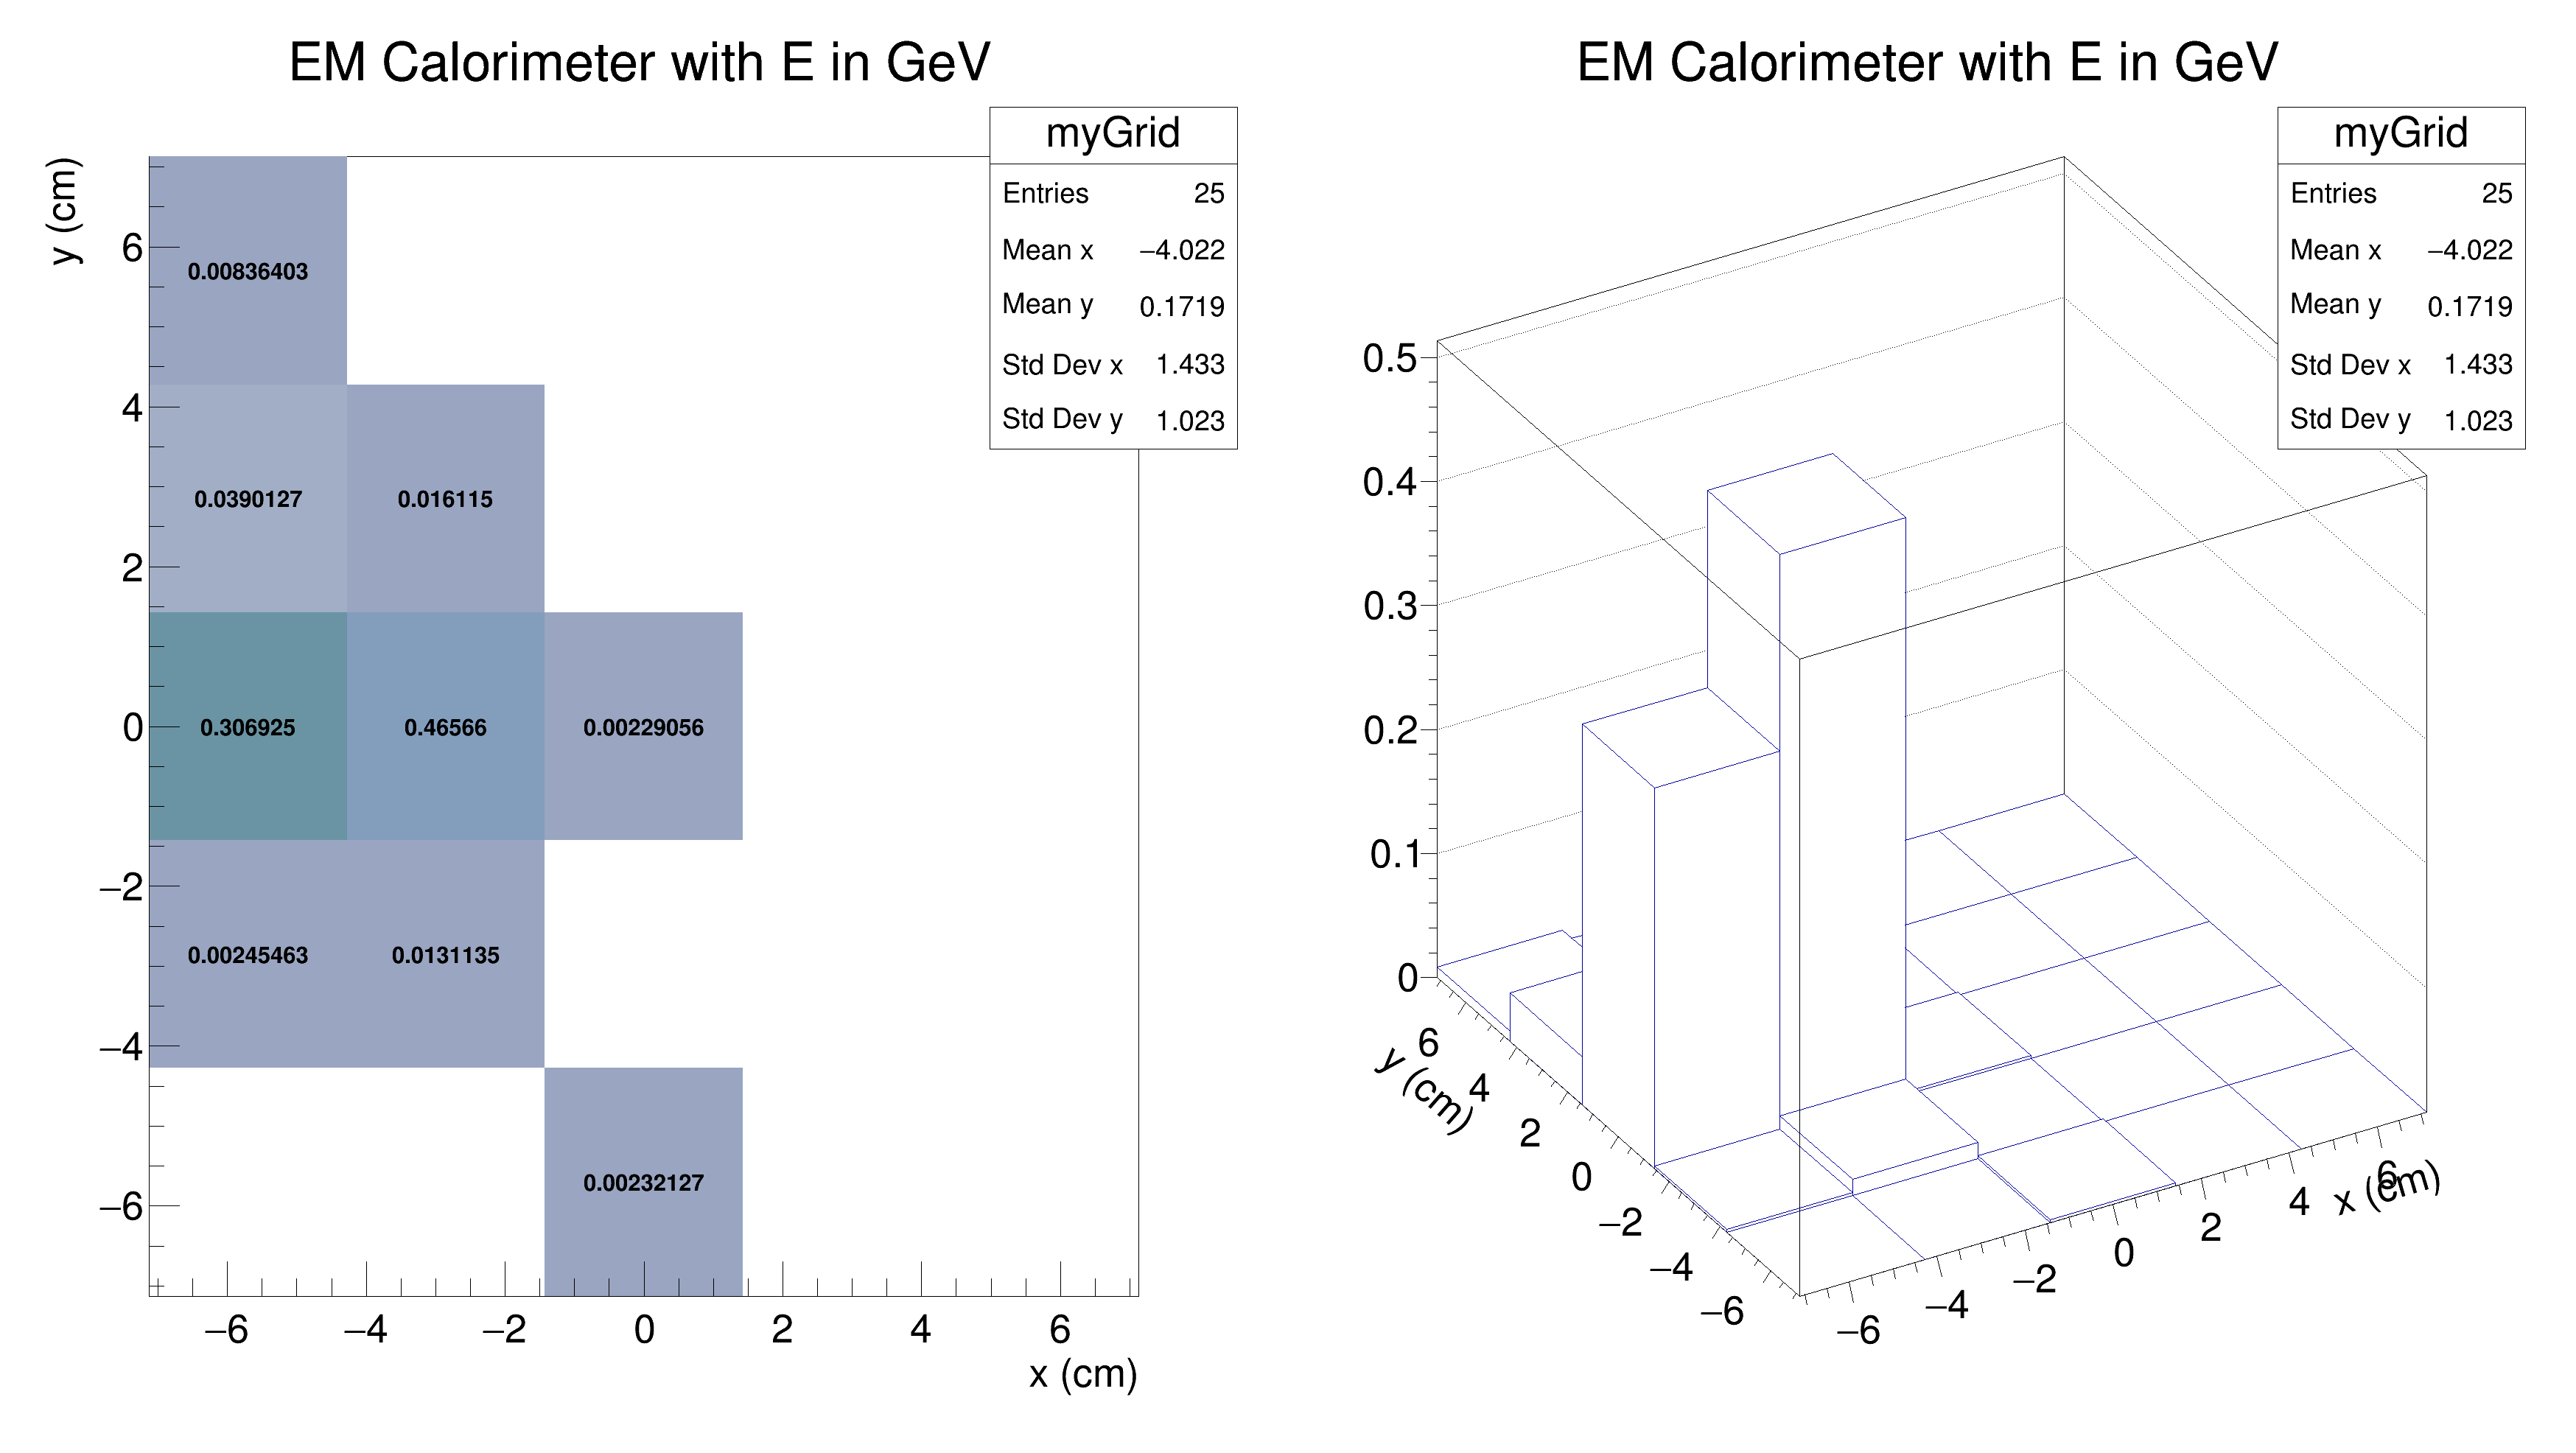 EM Calorimeter with E in GeV
myGrid
Entries 25
Mean x −4.022
Mean y 0.1719
Std Dev x 1.433
Std Dev y 1.023
y (cm)
6
4
2
0
−2
−4
−6
0.00836403
0.0390127 0.016115
0.306925 0.46566 0.00229056
0.00245463 0.0131135
0.00232127
−6 −4 −2 0 2 4 6
x (cm)
EM Calorimeter with E in GeV
myGrid
Entries 25
Mean x −4.022
Mean y 0.1719
Std Dev x 1.433
Std Dev y 1.023
0.5
0.4
0.3
0.2
0.1
0
y (cm)
6
4
2
0
−2
−4
−6
−6
−4
−2
0
2
4
6
x (cm)